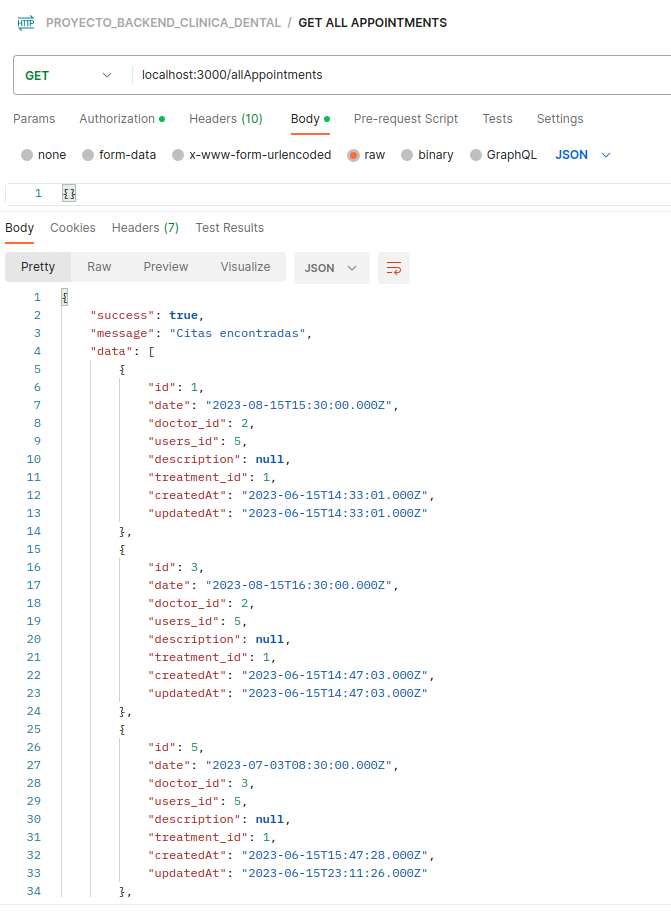 HTTP PROYECTO_BACKEND_CLINICA_DENTAL / GET ALL APPOINTMENTS
GET localhost:3000/allAppointments
Params Authorization Headers (10) Body Pre-request Script Tests Settings
none form-data x-www-form-urlencoded raw binary GraphQL JSON
1 {}
Body Cookies Headers (7) Test Results
Pretty Raw Preview Visualize JSON
1 {
2 "success": true,
3 "message": "Citas encontradas",
4 "data": [
5 {
6 "id": 1,
7 "date": "2023-08-15T15:30:00.000Z",
8 "doctor_id": 2,
9 "users_id": 5,
10 "description": null,
11 "treatment_id": 1,
12 "createdAt": "2023-06-15T14:33:01.000Z",
13 "updatedAt": "2023-06-15T14:33:01.000Z"
14 },
15 {
16 "id": 3,
17 "date": "2023-08-15T16:30:00.000Z",
18 "doctor_id": 2,
19 "users_id": 5,
20 "description": null,
21 "treatment_id": 1,
22 "createdAt": "2023-06-15T14:47:03.000Z",
23 "updatedAt": "2023-06-15T14:47:03.000Z"
24 },
25 {
26 "id": 5,
27 "date": "2023-07-03T08:30:00.000Z",
28 "doctor_id": 3,
29 "users_id": 5,
30 "description": null,
31 "treatment_id": 1,
32 "createdAt": "2023-06-15T15:47:28.000Z",
33 "updatedAt": "2023-06-15T23:11:26.000Z"
34 },